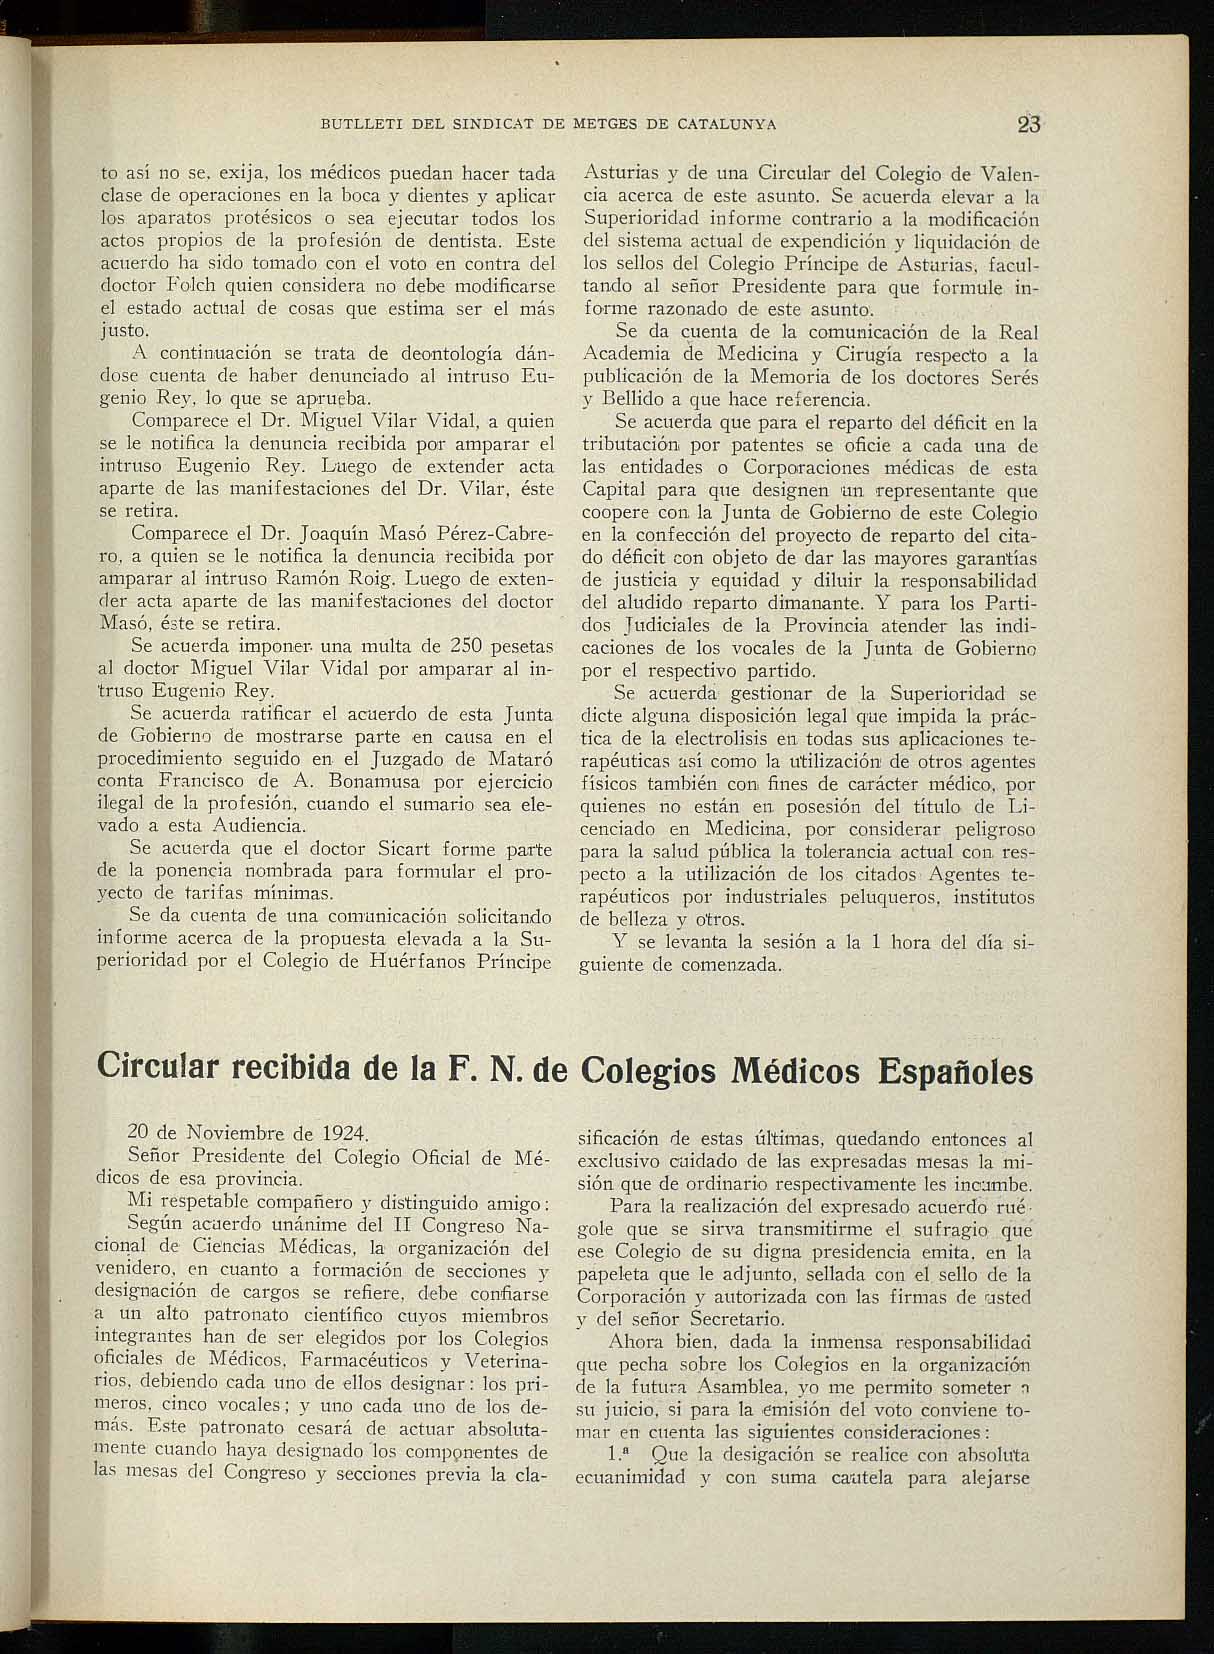 BUTLLETI DEL SINDICAT DE METGES DE CATALUNYA
23
to así no se, exija, los médicos puedan hacer tada
clase de operaciones en la boca y dientes y aplicar
los aparatos protésicos o sea ejecutar todos los
actos propios de la profesión de dentista. Este
acuerdo ha sido tomado con el voto en contra del
doctor Folch quien considera no debe modificarse
el estado actual de cosas que estima ser el más
justo.
A continuación se trata de deontología dán-
dose cuenta de haber denunciado al intruso Eu-
genio Rey, lo que se aprueba.
Comparece el Dr. Miguel Vilar Vidal, a quien
se le notifica la denuncia recibida por amparar el
intruso Eugenio Rey. Luego de extender acta
aparte de las manifestaciones del Dr. Vilar, éste
se retira.
Comparece el Dr. Joaquín Masó Pérez-Cabre-
ro, a quien se le notifica la denuncia recibida por
amparar al intruso Ramón Roig. Luego de exten-
der acta aparte de las manifestaciones del doctor
Masó, éste se retira.
Se acuerda imponer una multa de 250 pesetas
al doctor Miguel Vilar Vidal por amparar al in-
truso Eugenio Rey.
Se acuerda ratificar el acuerdo de esta Junta
de Gobierno de mostrarse parte en causa en el
procedimiento seguido en el Juzgado de Mataró
conta Francisco de A. Bonamusa por ejercicio
ilegal de la profesión, cuando el sumario sea ele-
vado a esta Audiencia.
Se acuerda que el doctor Sicart forme parte
de la ponencia nombrada para formular el pro-
yecto de tarifas mínimas.
Se da cuenta de una comunicación solicitando
informe acerca de la propuesta elevada a la Su-
perioridad por el Colegio de Huérfanos Príncipe
Asturias y de una Circular del Colegio de Valen-
cia acerca de este asunto. Se acuerda elevar a la
Superioridad informe contrario a la modificación
del sistema actual de expendición y liquidación de
los sellos del Colegio Príncipe de Asturias, facul-
tando al señor Presidente para que formule in-
forme razonado de este asunto.
Se da cuenta de la comunicación de la Real
Academia de Medicina y Cirugía respecto a la
publicación de la Memoria de los doctores Serés
y Bellido a que hace referencia.
Se acuerda que para el reparto del déficit en la
tributación por patentes se oficie a cada una de
las entidades o Corporaciones médicas de esta
Capital para que designen un representante que
coopere con la Junta de Gobierno de este Colegio
en la confección del proyecto de reparto del cita-
do déficit con objeto de dar las mayores garantías
de justicia y equidad y diluir la responsabilidad
del aludido reparto dimanante. Y para los Parti-
dos Judiciales de la Provincia atender las indi-
caciones de los vocales de la Junta de Gobierno
por el respectivo partido.
Se acuerda gestionar de la Superioridad se
dicte alguna disposición legal que impida la prác-
tica de la electrolisis en todas sus aplicaciones te-
rapéuticas así como la utilización de otros agentes
físicos también con fines de carácter médico, por
quienes no están en posesión del título de Li-
cenciado en Medicina, por considerar peligroso
para la salud pública la tolerancia actual con res-
pecto a la utilización de los citados Agentes te-
rapéuticos por industriales peluqueros, institutos
de belleza y otros.
Y se levanta la sesión a la 1 hora del día si-
guiente de comenzada.
Circular recibida de la F. N. de Colegios Médicos Españoles
20 de Noviembre de 1924.
Señor Presidente del Colegio Oficial de Mé-
dicos de esa provincia.
Mi respetable compañero y distinguido amigo:
Según acuerdo unánime del II Congreso Na-
cional de Ciencias Médicas, la organización del
venidero, en cuanto a formación de secciones y
designación de cargos se refiere, debe confiarse
a un alto patronato científico cuyos miembros
integrantes han de ser elegidos por los Colegios
oficiales de Médicos, Farmacéuticos y Veterina-
rios, debiendo cada uno de ellos designar: los pri-
meros, cinco vocales; y uno cada uno de los de-
más. Este patronato cesará de actuar absoluta-
mente cuando haya designado los componentes de
las mesas del Congreso y secciones previa la cla-
sificación de estas últimas, quedando entonces al
exclusivo cuidado de las expresadas mesas la mi-
sión que de ordinario respectivamente les incumbe.
Para la realización del expresado acuerdo rué-
gole que se sirva transmitirme el sufragio que
ese Colegio de su digna presidencia emita, en la
papeleta que le adjunto, sellada con el sello de la
Corporación y autorizada con las firmas de usted
y del señor Secretario.
Ahora bien, dada la inmensa responsabilidad
que pecha sobre los Colegios en la organización
de la futura Asamblea, yo me permito someter a
su juicio, si para la emisión del voto conviene to-
mar en cuenta las siguientes consideraciones:
1.ª Que la desigación se realice con absoluta
ecuanimidad y con suma cautela para alejarse